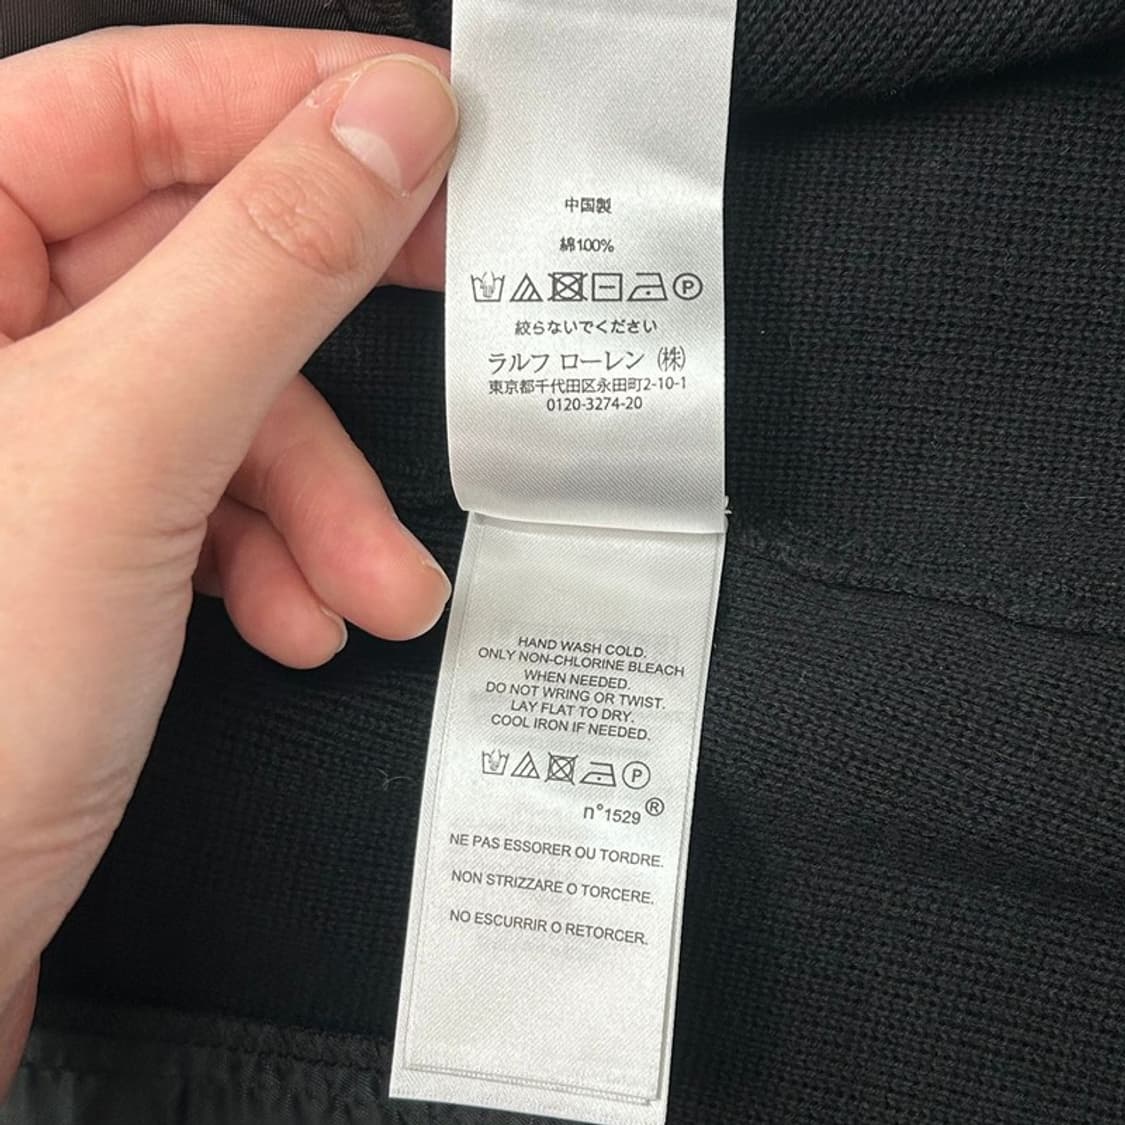 中国製
綿100%
P
絞らないでください
ラルフ ローレン (株)
東京都千代田区永田町2-10-1
0120-3274-20
HAND WASH COLD.
ONLY NON-CHLORINE BLEACH
WHEN NEEDED.
DO NOT WRING OR TWIST.
LAY FLAT TO DRY.
COOL IRON IF NEEDED.
P
n°1529®
NE PAS ESSORER OU TORDRE.
NON STRIZZARE O TORCERE.
NO ESCURRIR O RETORCER.